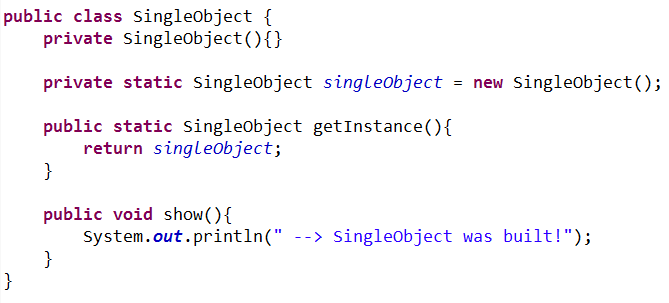 public class SingleObject {
    private SingleObject(){}
    private static SingleObject singleObject = new SingleObject();
    public static SingleObject getInstance(){
        return singleObject;
    }
    public void show(){
        System.out.println(" --> SingleObject was built!");
    }
}